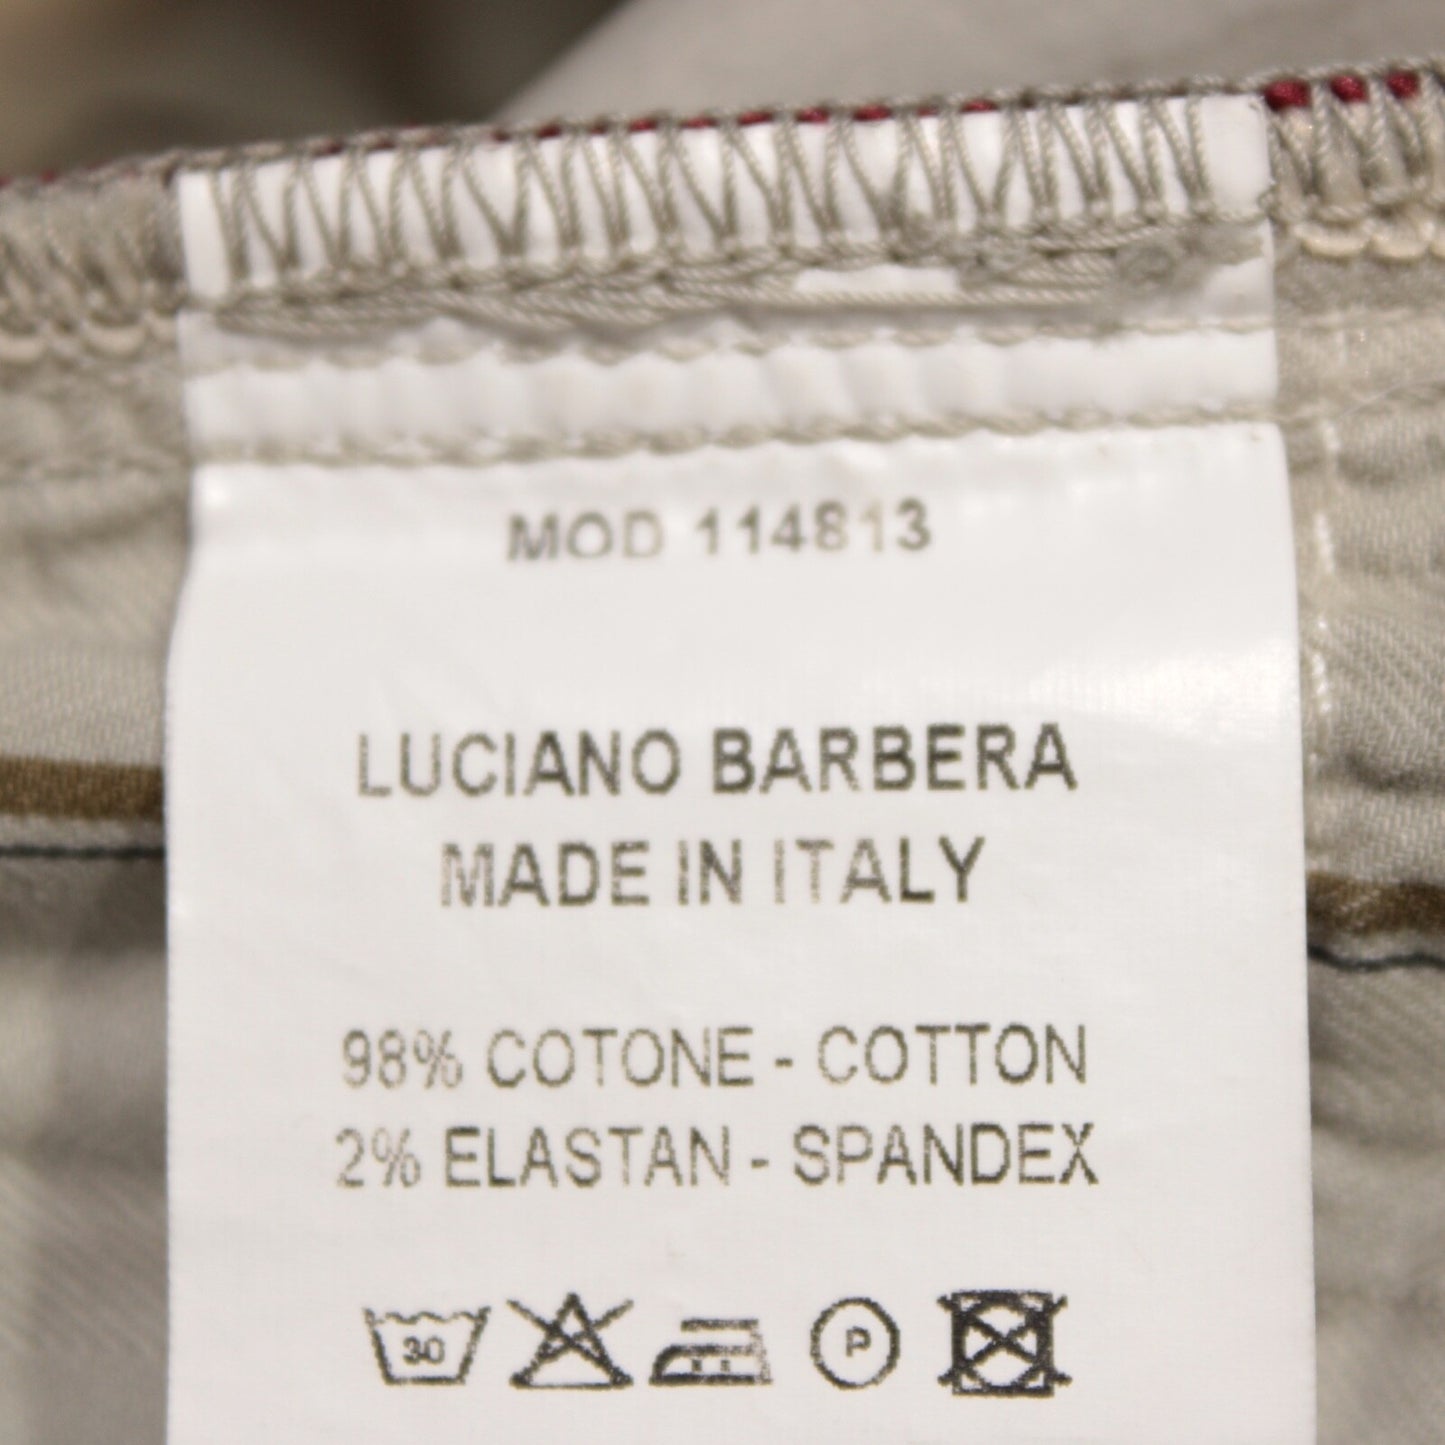 MOD 114813
LUCIANO BARBERA
MADE IN ITALY
98% COTONE - COTTON
2% ELASTAN - SPANDEX
30 P